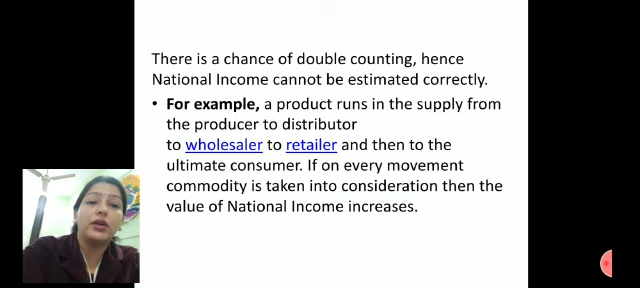 There is a chance of double counting, hence
National Income cannot be estimated correctly.
• For example, a product runs in the supply from
the producer to distributor
to wholesaler to retailer and then to the
ultimate consumer. If on every movement
commodity is taken into consideration then the
value of National Income increases.